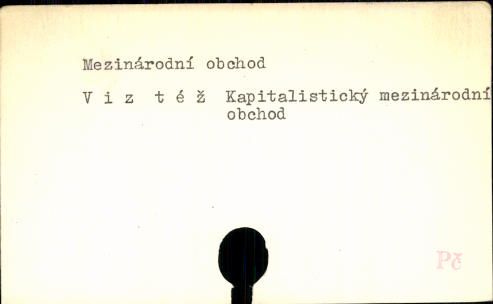 Mezinárodní obchod
V i z t é ž Kapitalistický mezinárodní
obchod
Pč